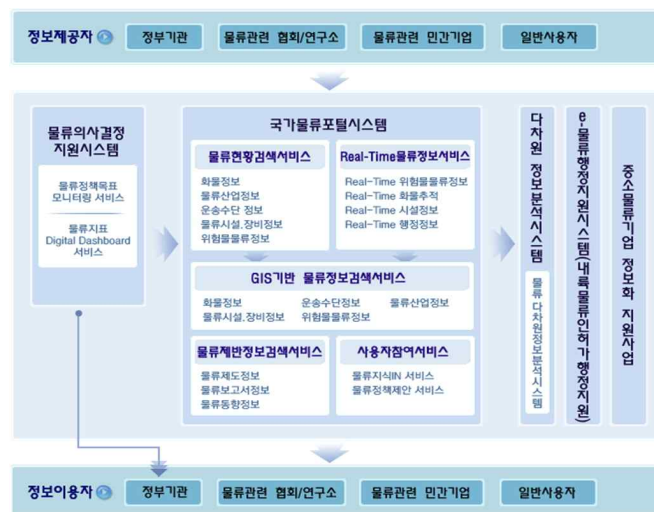 정보제공자
정부기관
물류관련 협회/연구소
물류관련 민간기업
일반사용자
물류의사결정
지원시스템
물류정책목표
모니터링 서비스
물류지표
Digital Dashboard
서비스
국가물류포털시스템
물류현황검색서비스
화물정보
물류산업정보
운송수단 정보
물류시설,장비정보
위험물물류정보
Real-Time물류정보서비스
Real-Time 위험물물류정보
Real-Time 화물추적
Real-Time 시설정보
Real-Time 행정정보
GIS기반 물류정보검색서비스
화물정보
운송수단정보
물류산업정보
물류시설,장비정보
위험물물류정보
물류제반정보검색서비스
물류제도정보
물류보고서정보
물류동향정보
사용자참여서비스
물류지식IN 서비스
물류정책제안 서비스
다차원 정보분석시스템
물류 다차원정보분석시스템
e-물류행정지원시스템(내륙물류인허가행정지원)
중소물류기업 정보화 지원사업
정보이용자
정부기관
물류관련 협회/연구소
물류관련 민간기업
일반사용자